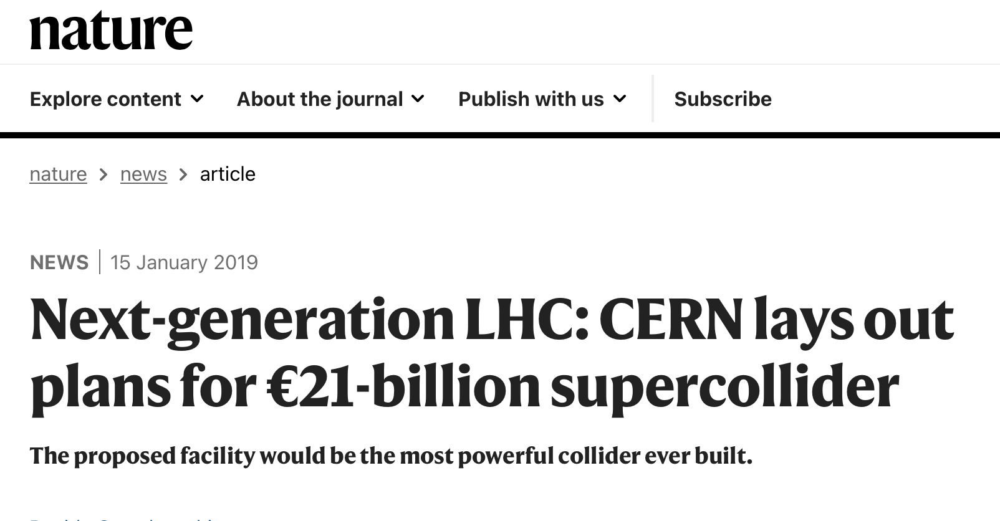 nature
Explore content
About the journal
Publish with us
Subscribe
nature > news > article
NEWS | 15 January 2019
Next-generation LHC: CERN lays out
plans for €21-billion supercollider
The proposed facility would be the most powerful collider ever built.